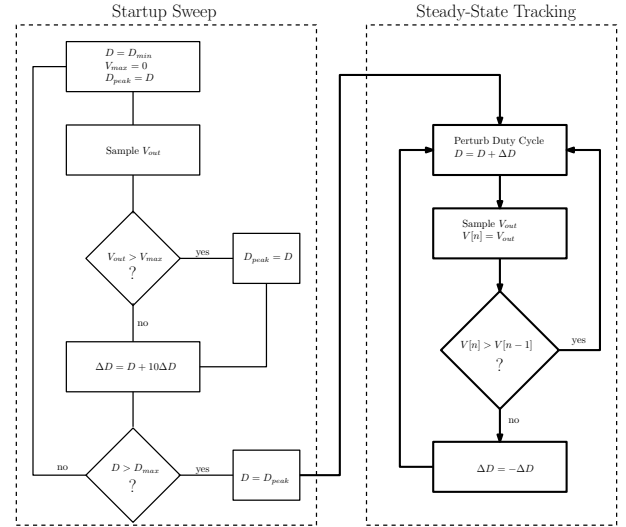 Startup Sweep
D = D_min
V_max = 0
D_peak = D
Sample V_out
V_out > V_max
?
yes
D_peak = D
no
ΔD = D + 10ΔD
D > D_max
?
no
yes
D = D_peak
Steady-State Tracking
Perturb Duty Cycle
D = D + ΔD
Sample V_out
V[n] = V_out
V[n] > V[n − 1]
?
yes
no
ΔD = −ΔD